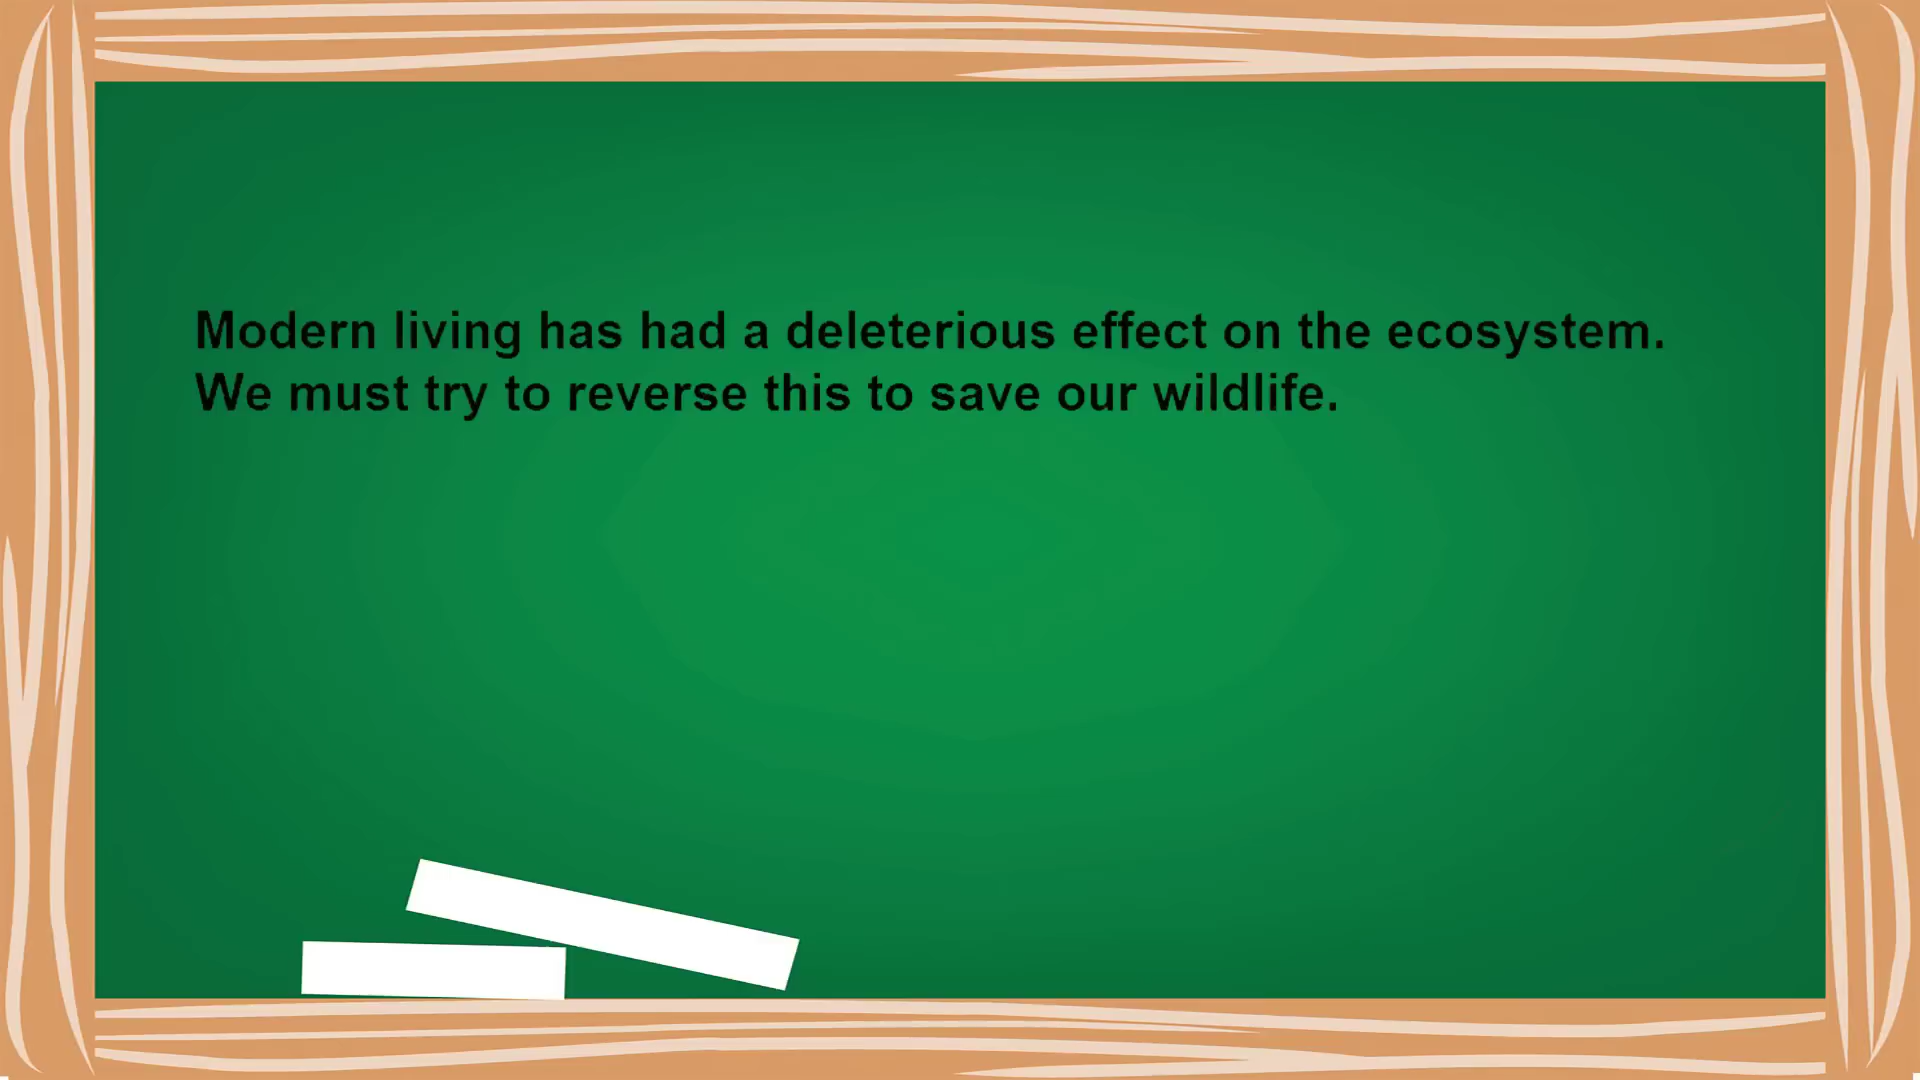 Modern living has had a deleterious effect on the ecosystem.
We must try to reverse this to save our wildlife.